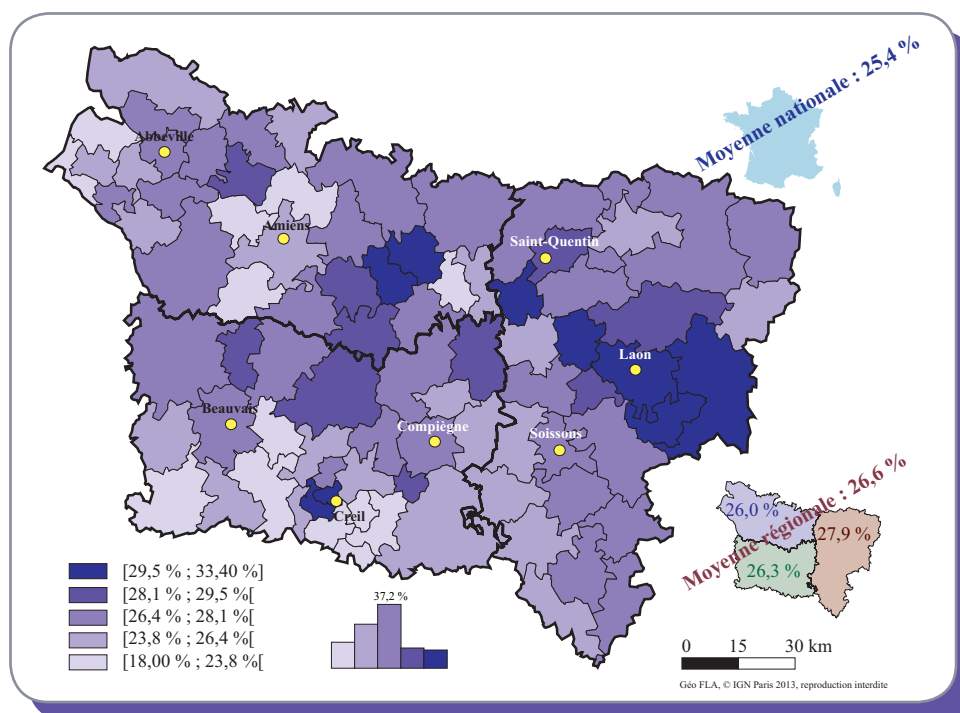 Moyenne nationale : 25,4 %
Abbeville
Amiens
Saint-Quentin
Laon
Beauvais
Compiègne
Soissons
Creil
Moyenne régionale : 26,6 %
26,0 %
27,9 %
26,3 %
[29,5 % ; 33,40 %]
[28,1 % ; 29,5 %[
[26,4 % ; 28,1 %[
[23,8 % ; 26,4 %[
[18,00 % ; 23,8 %[
37,2 %
0 15 30 km
Géo FLA, © IGN Paris 2013, reproduction interdite